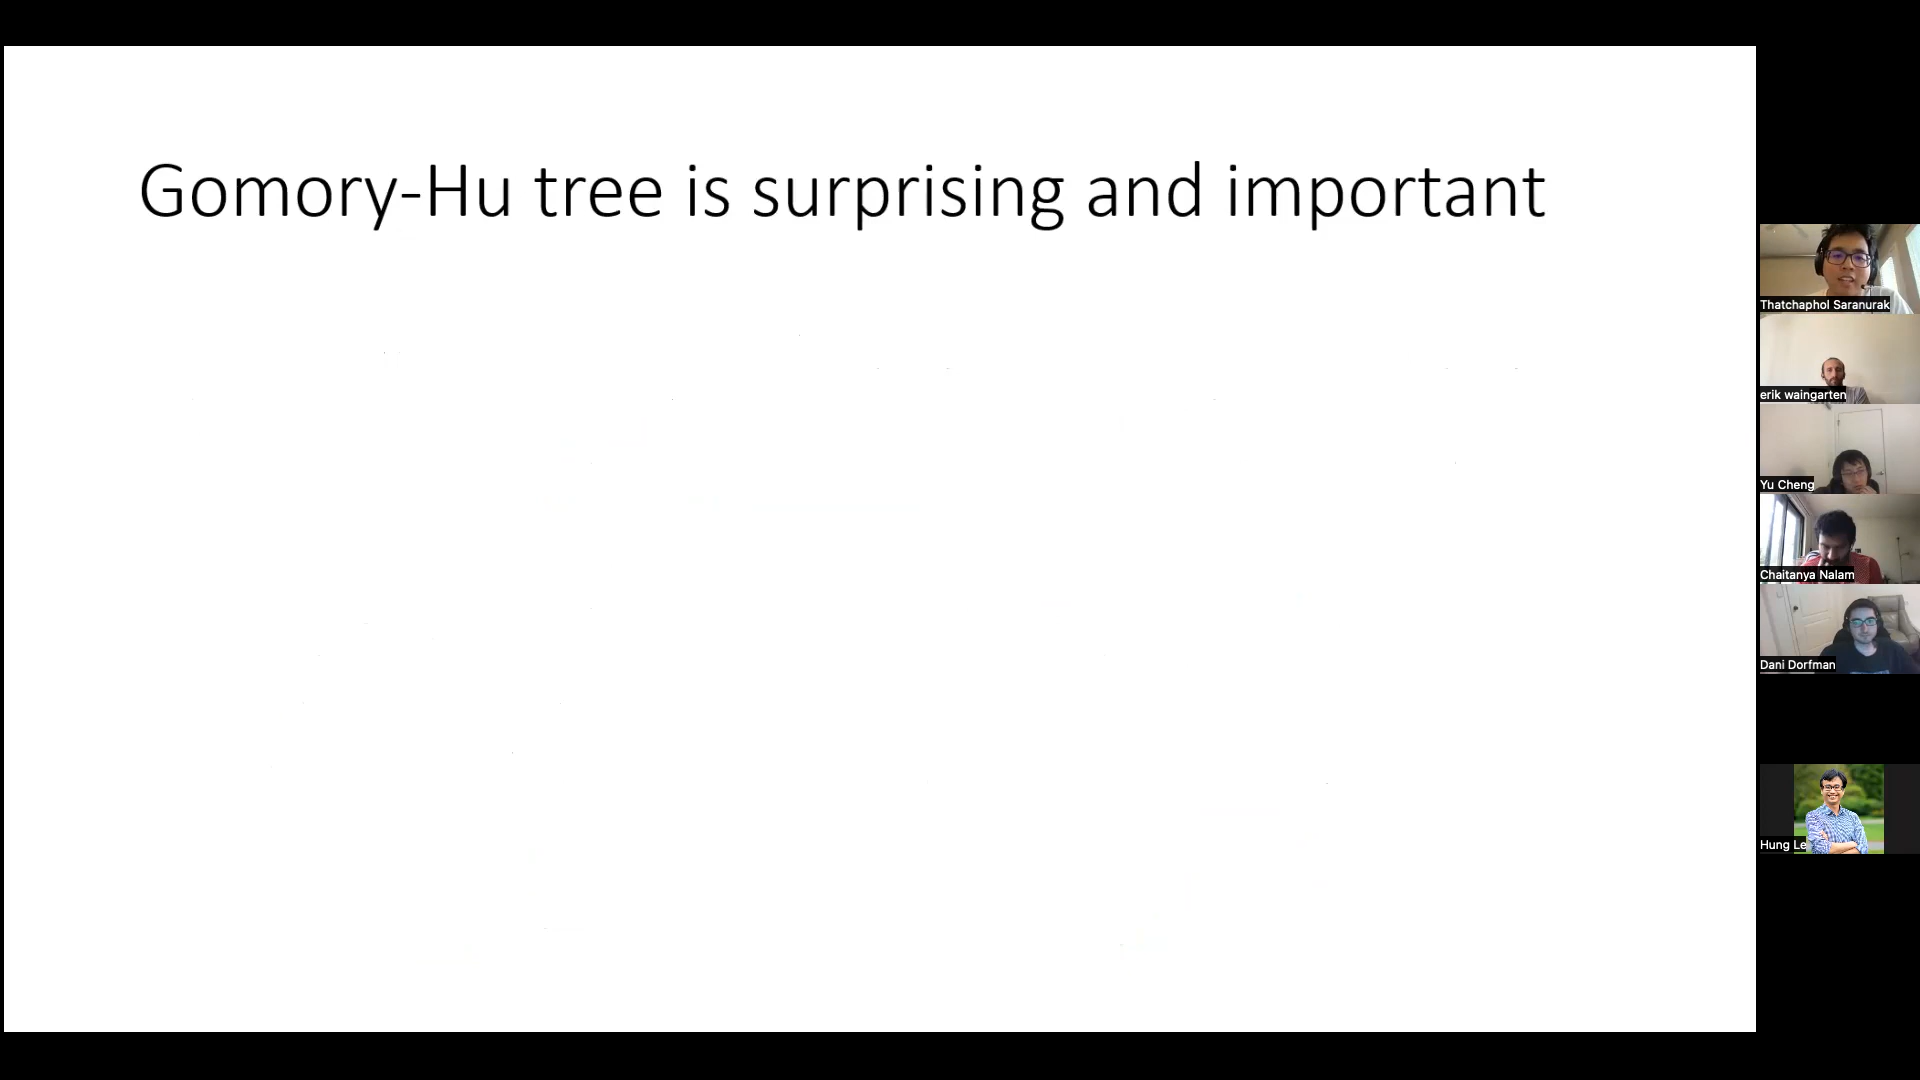 Gomory-Hu tree is surprising and important
Thatchaphol Saranurak
erik waingarten
Yu Cheng
Chaitanya Nalam
Dani Dorfman
Hung Le